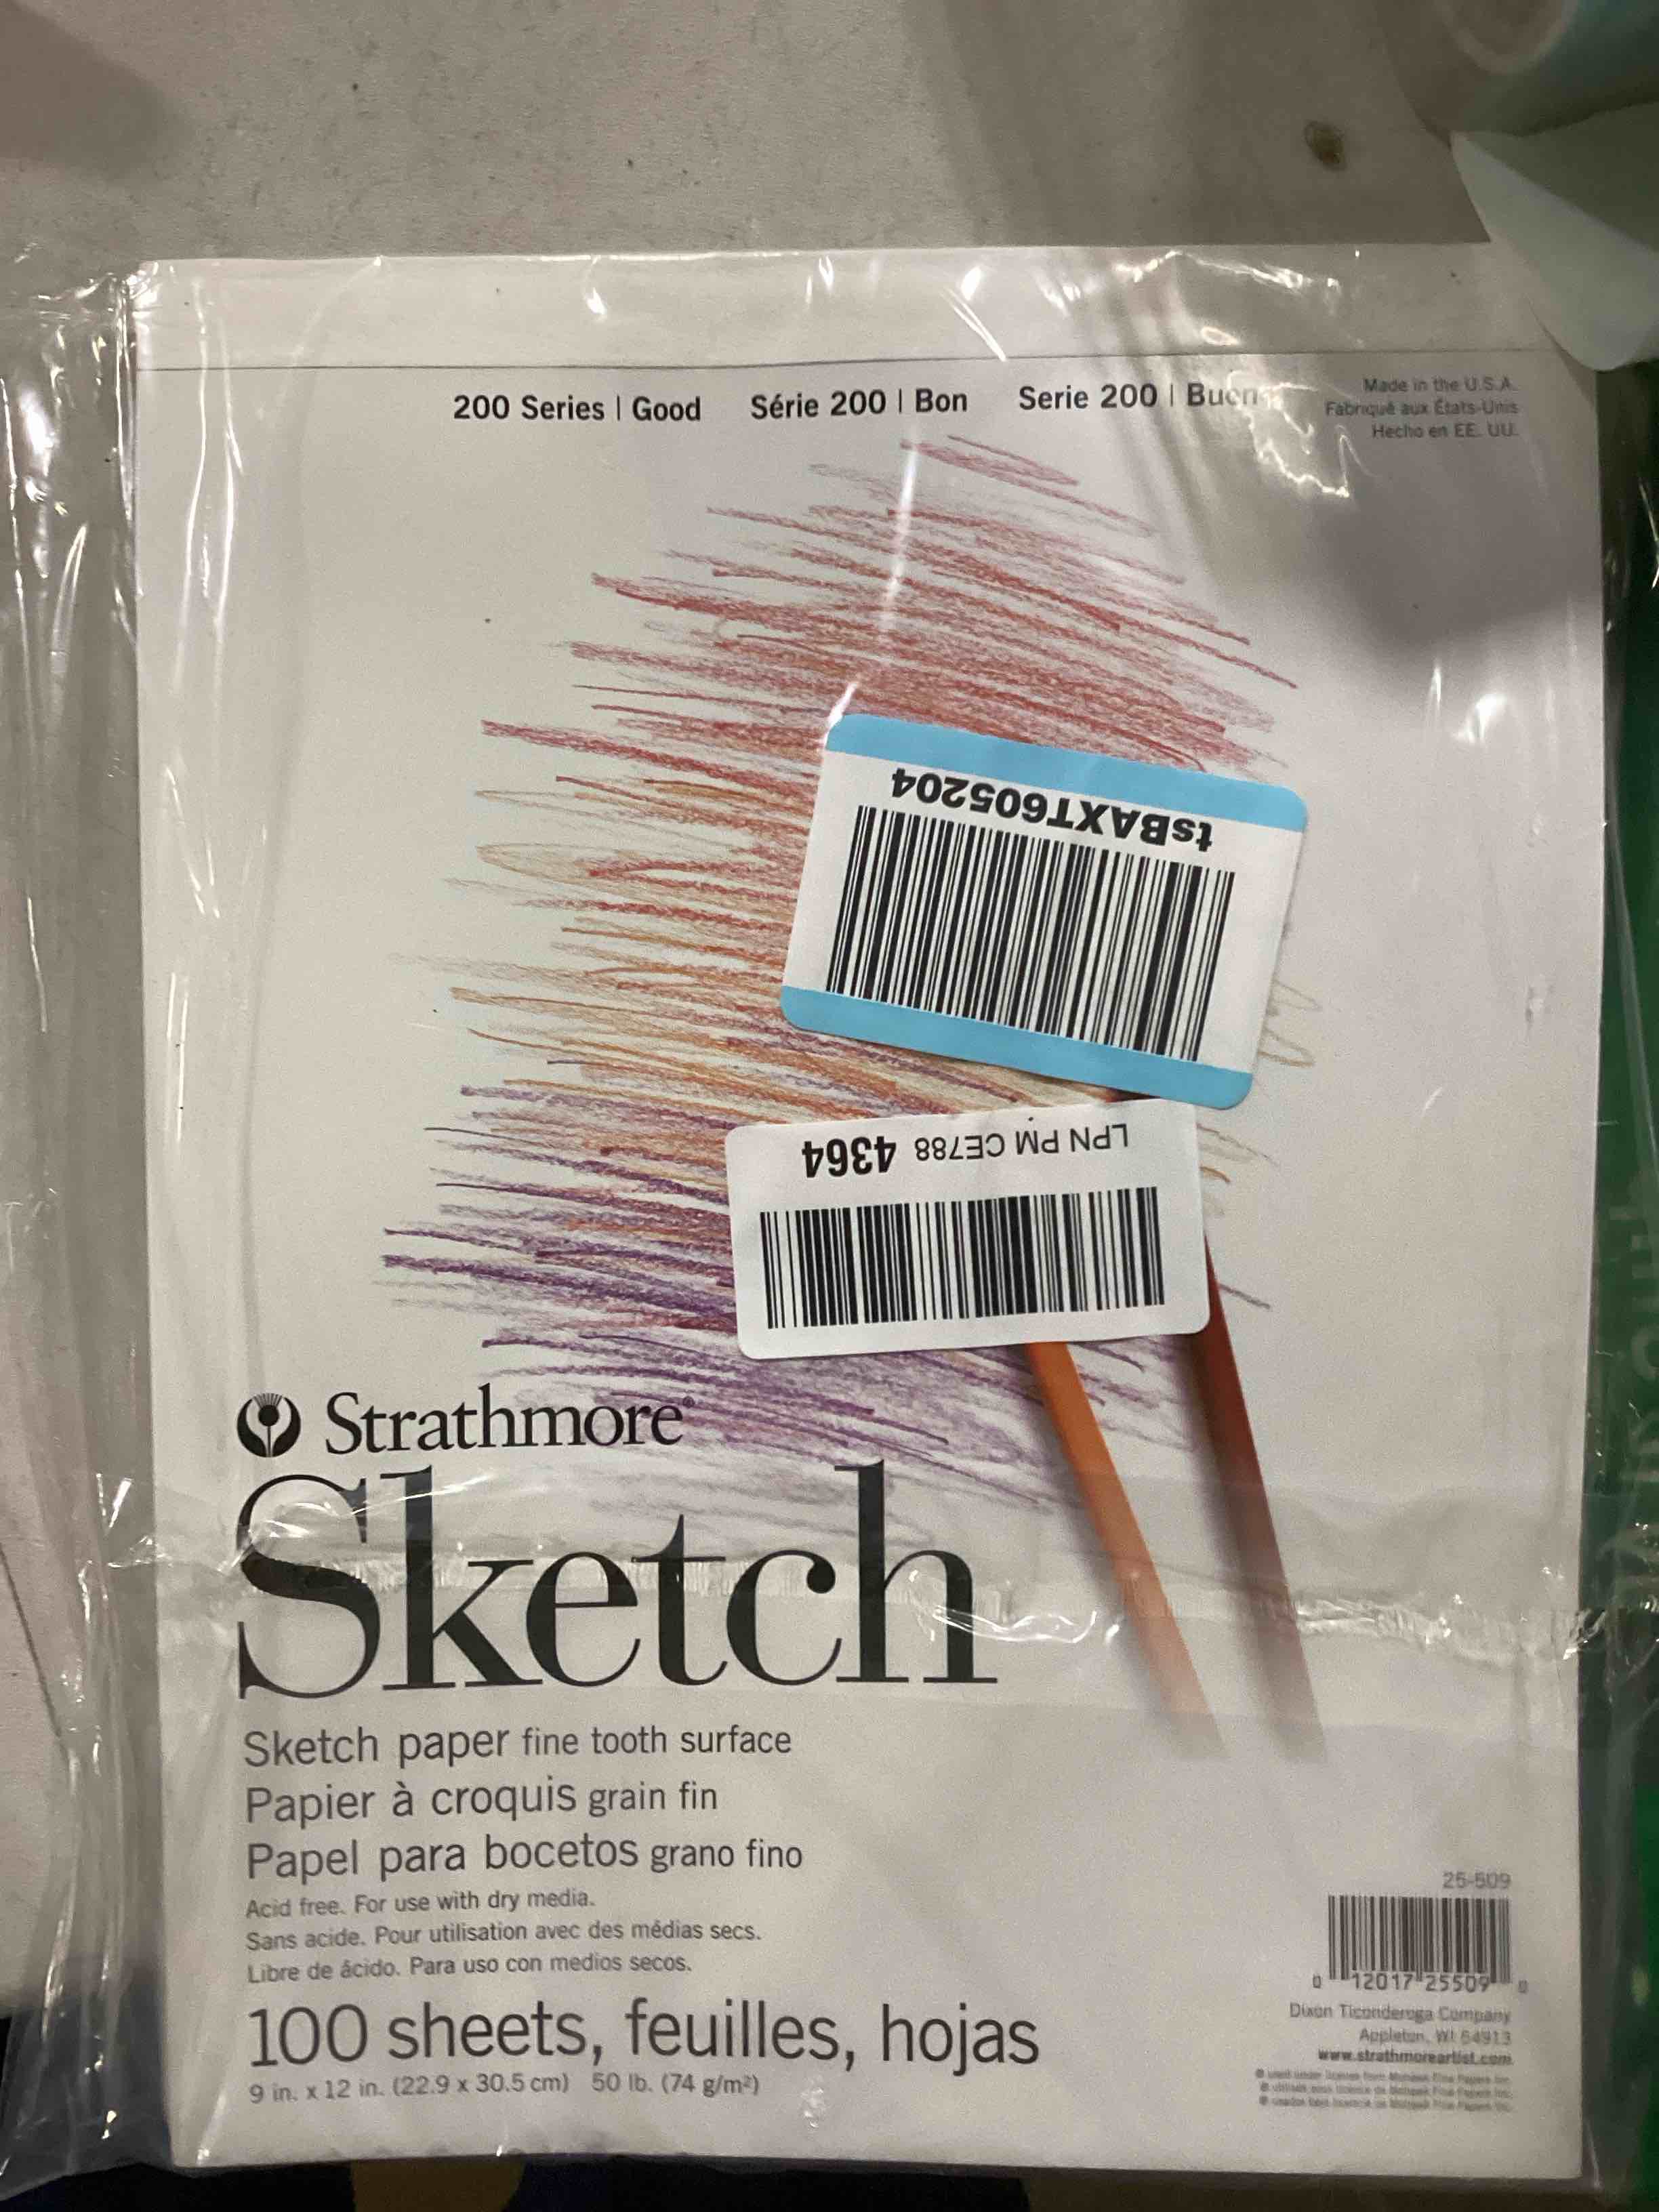 200 Series | Good Série 200 | Bon Serie 200 |
Made in the U.S.A.
Fabriqué aux États-Unis
Hecho en EE. UU.
tsBAXT605204
LPN PM CE788 4364
Strathmore®
Sketch
Sketch paper fine tooth surface
Papier à croquis grain fin
Papel para bocetos grano fino
Acid free. For use with dry media.
Sans acide. Pour utilisation avec des médias secs.
Libre de ácido. Para uso con medios secos.
100 sheets, feuilles, hojas
9 in. x 12 in. (22.9 x 30.5 cm) 50 lb. (74 g/m²)
25-509
0 12017 25509 0
Dixon Ticonderoga Company
Appleton, WI 54913
www.strathmoreartist.com